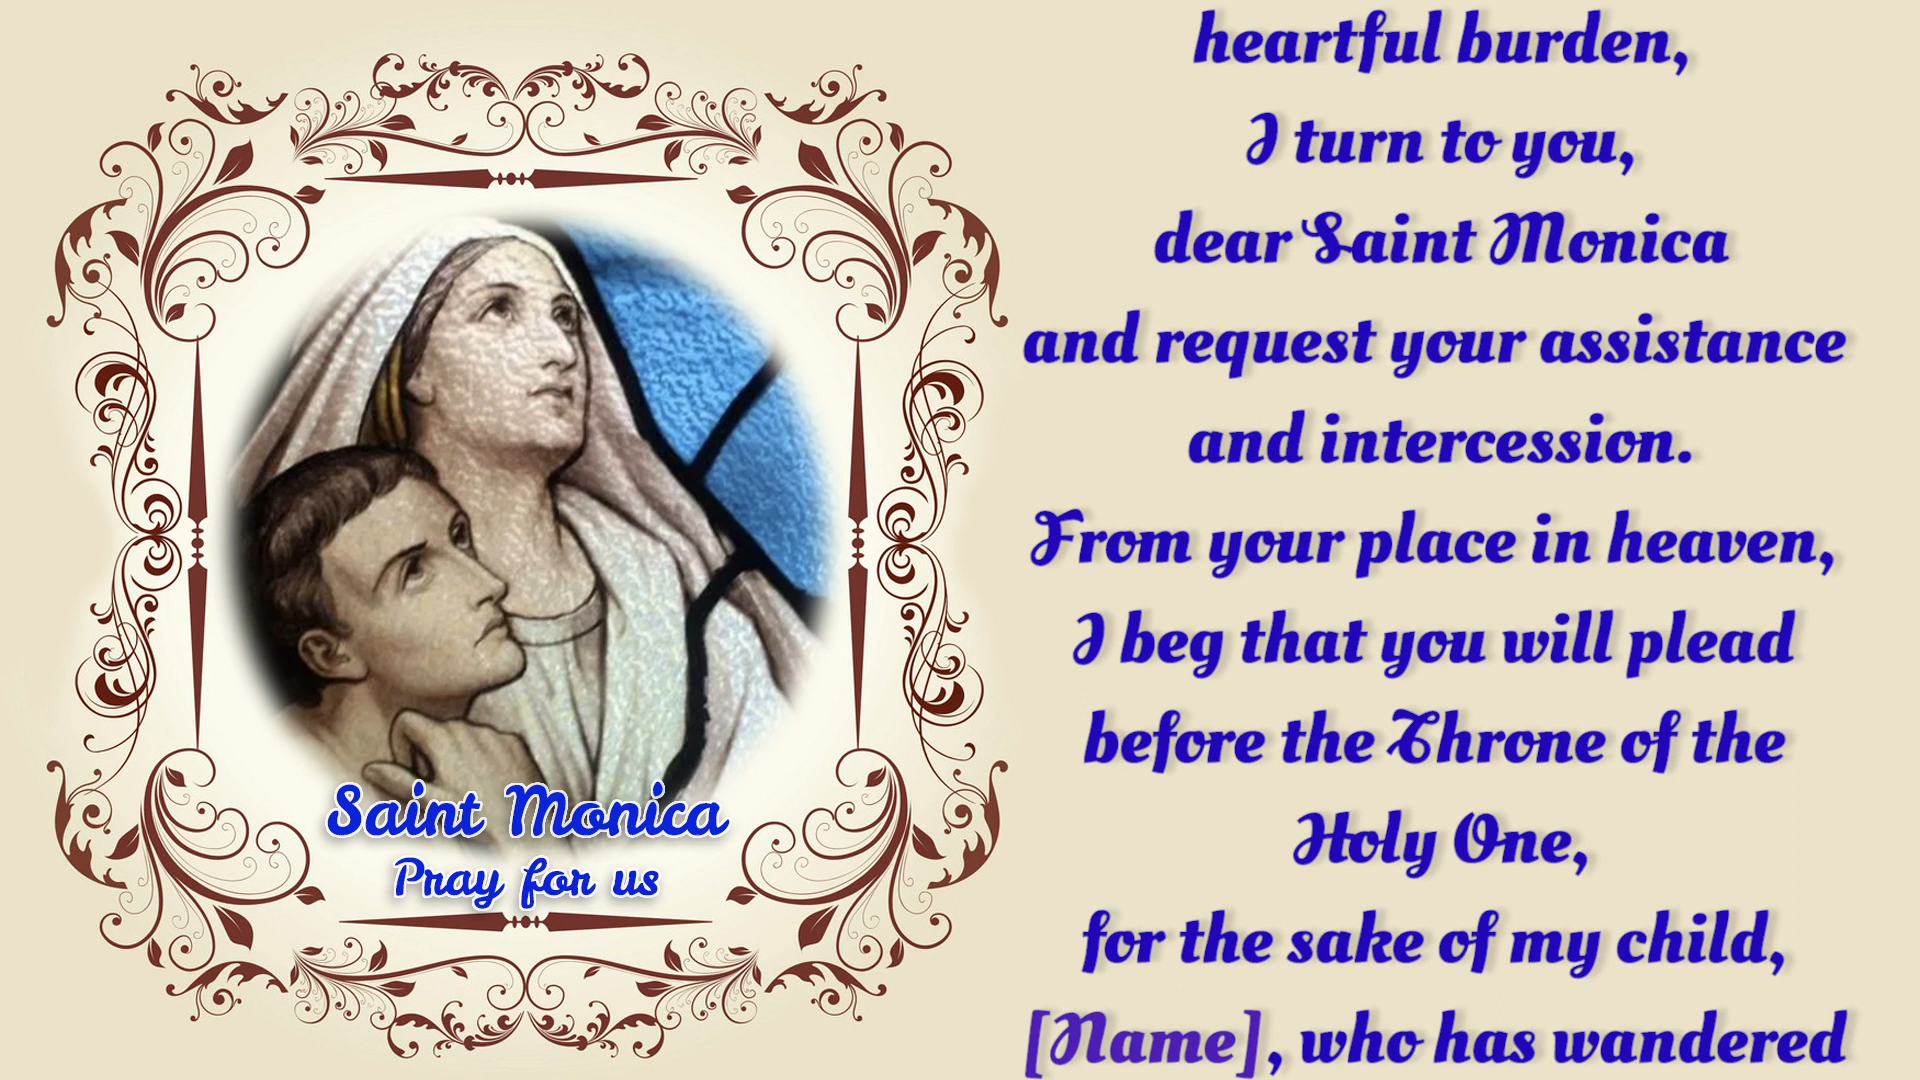 Saint Monica
Pray for us
heartful burden,
I turn to you,
dear Saint Monica
and request your assistance
and intercession.
From your place in heaven,
I beg that you will plead
before the Throne of the
Holy One,
for the sake of my child,
[Name], who has wandered